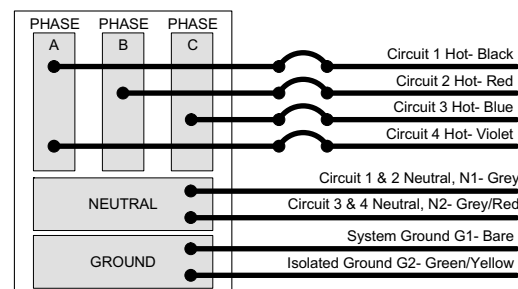 PHASE PHASE PHASE
A B C
Circuit 1 Hot- Black
Circuit 2 Hot- Red
Circuit 3 Hot- Blue
Circuit 4 Hot- Violet
NEUTRAL
Circuit 1 & 2 Neutral, N1- Grey
Circuit 3 & 4 Neutral, N2- Grey/Red
GROUND
System Ground G1- Bare
Isolated Ground G2- Green/Yellow